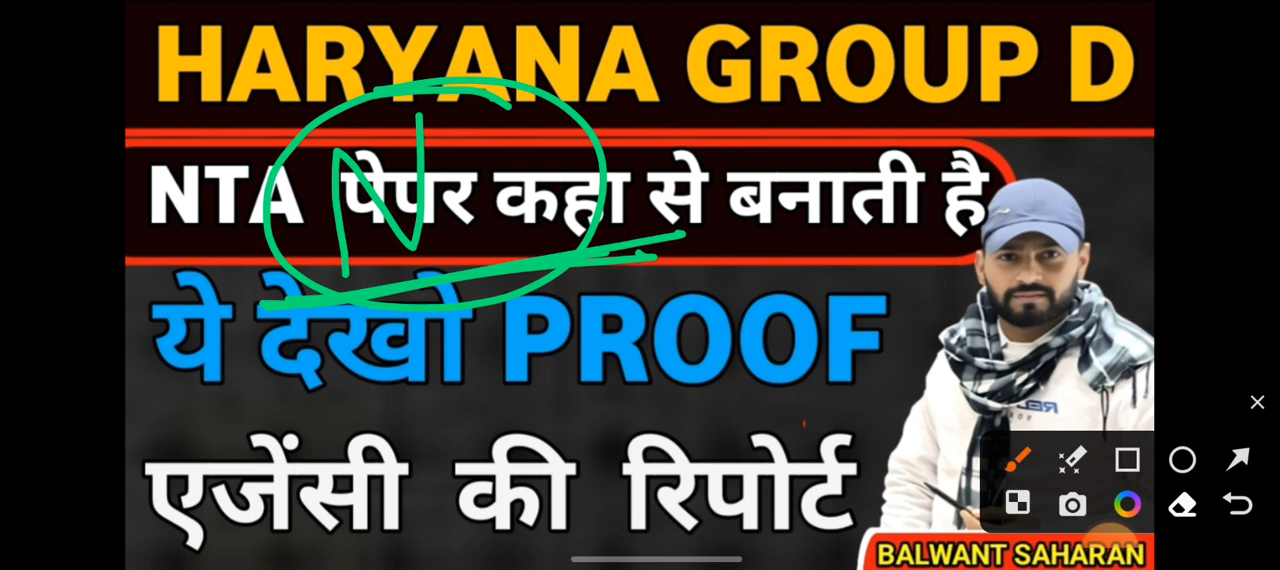 HARYANA GROUP D
NTA पेपर कहा से बनाती है
N
ये देखो PROOF
एजेंसी की रिपोर्ट
BALWANT SAHARAN